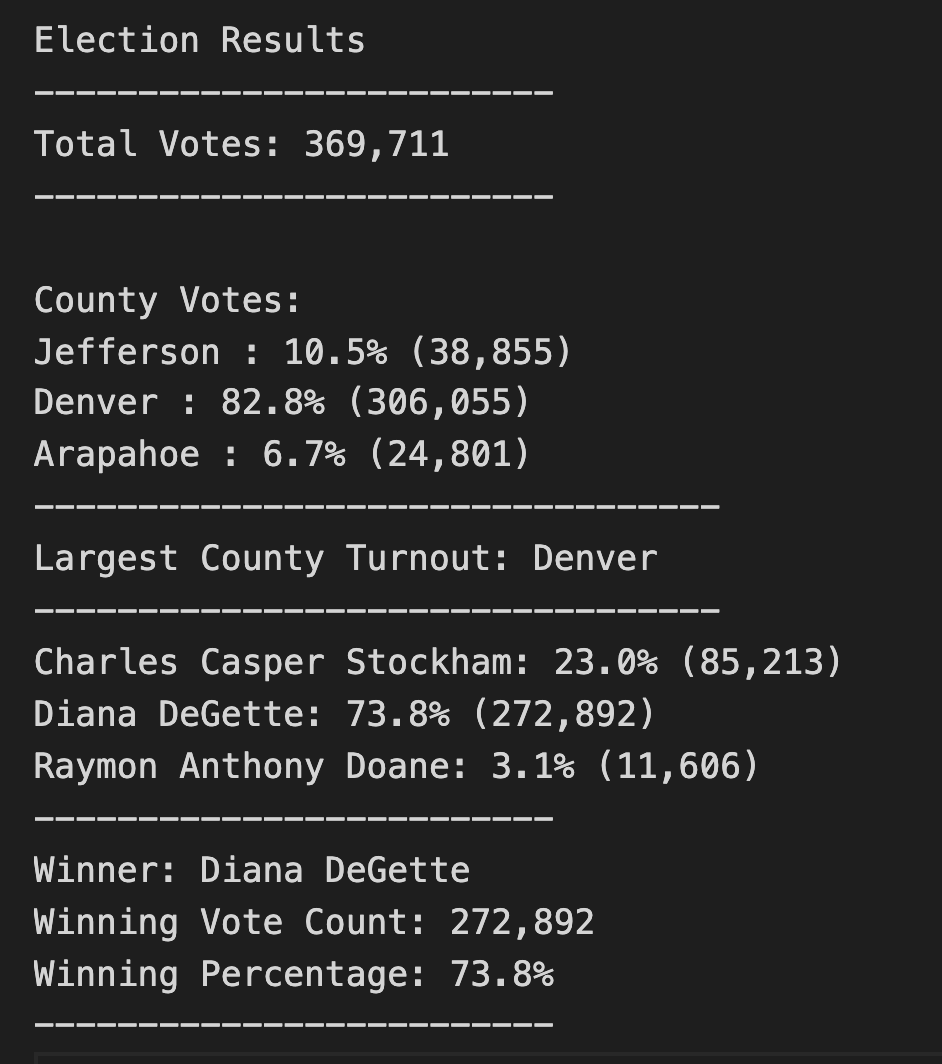 Election Results
-------------------------
Total Votes: 369,711
-------------------------
County Votes:
Jefferson : 10.5% (38,855)
Denver : 82.8% (306,055)
Arapahoe : 6.7% (24,801)
---------------------------------
Largest County Turnout: Denver
---------------------------------
Charles Casper Stockham: 23.0% (85,213)
Diana DeGette: 73.8% (272,892)
Raymon Anthony Doane: 3.1% (11,606)
-------------------------
Winner: Diana DeGette
Winning Vote Count: 272,892
Winning Percentage: 73.8%
-------------------------